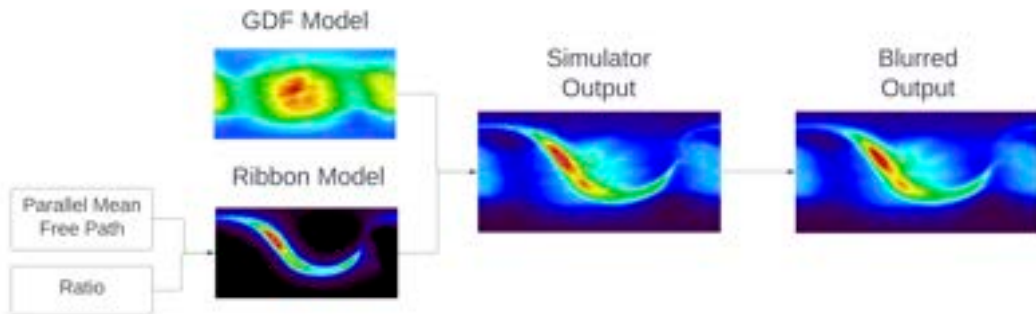 GDF Model
Simulator
Output
Blurred
Output
Ribbon Model
Parallel Mean
Free Path
Ratio